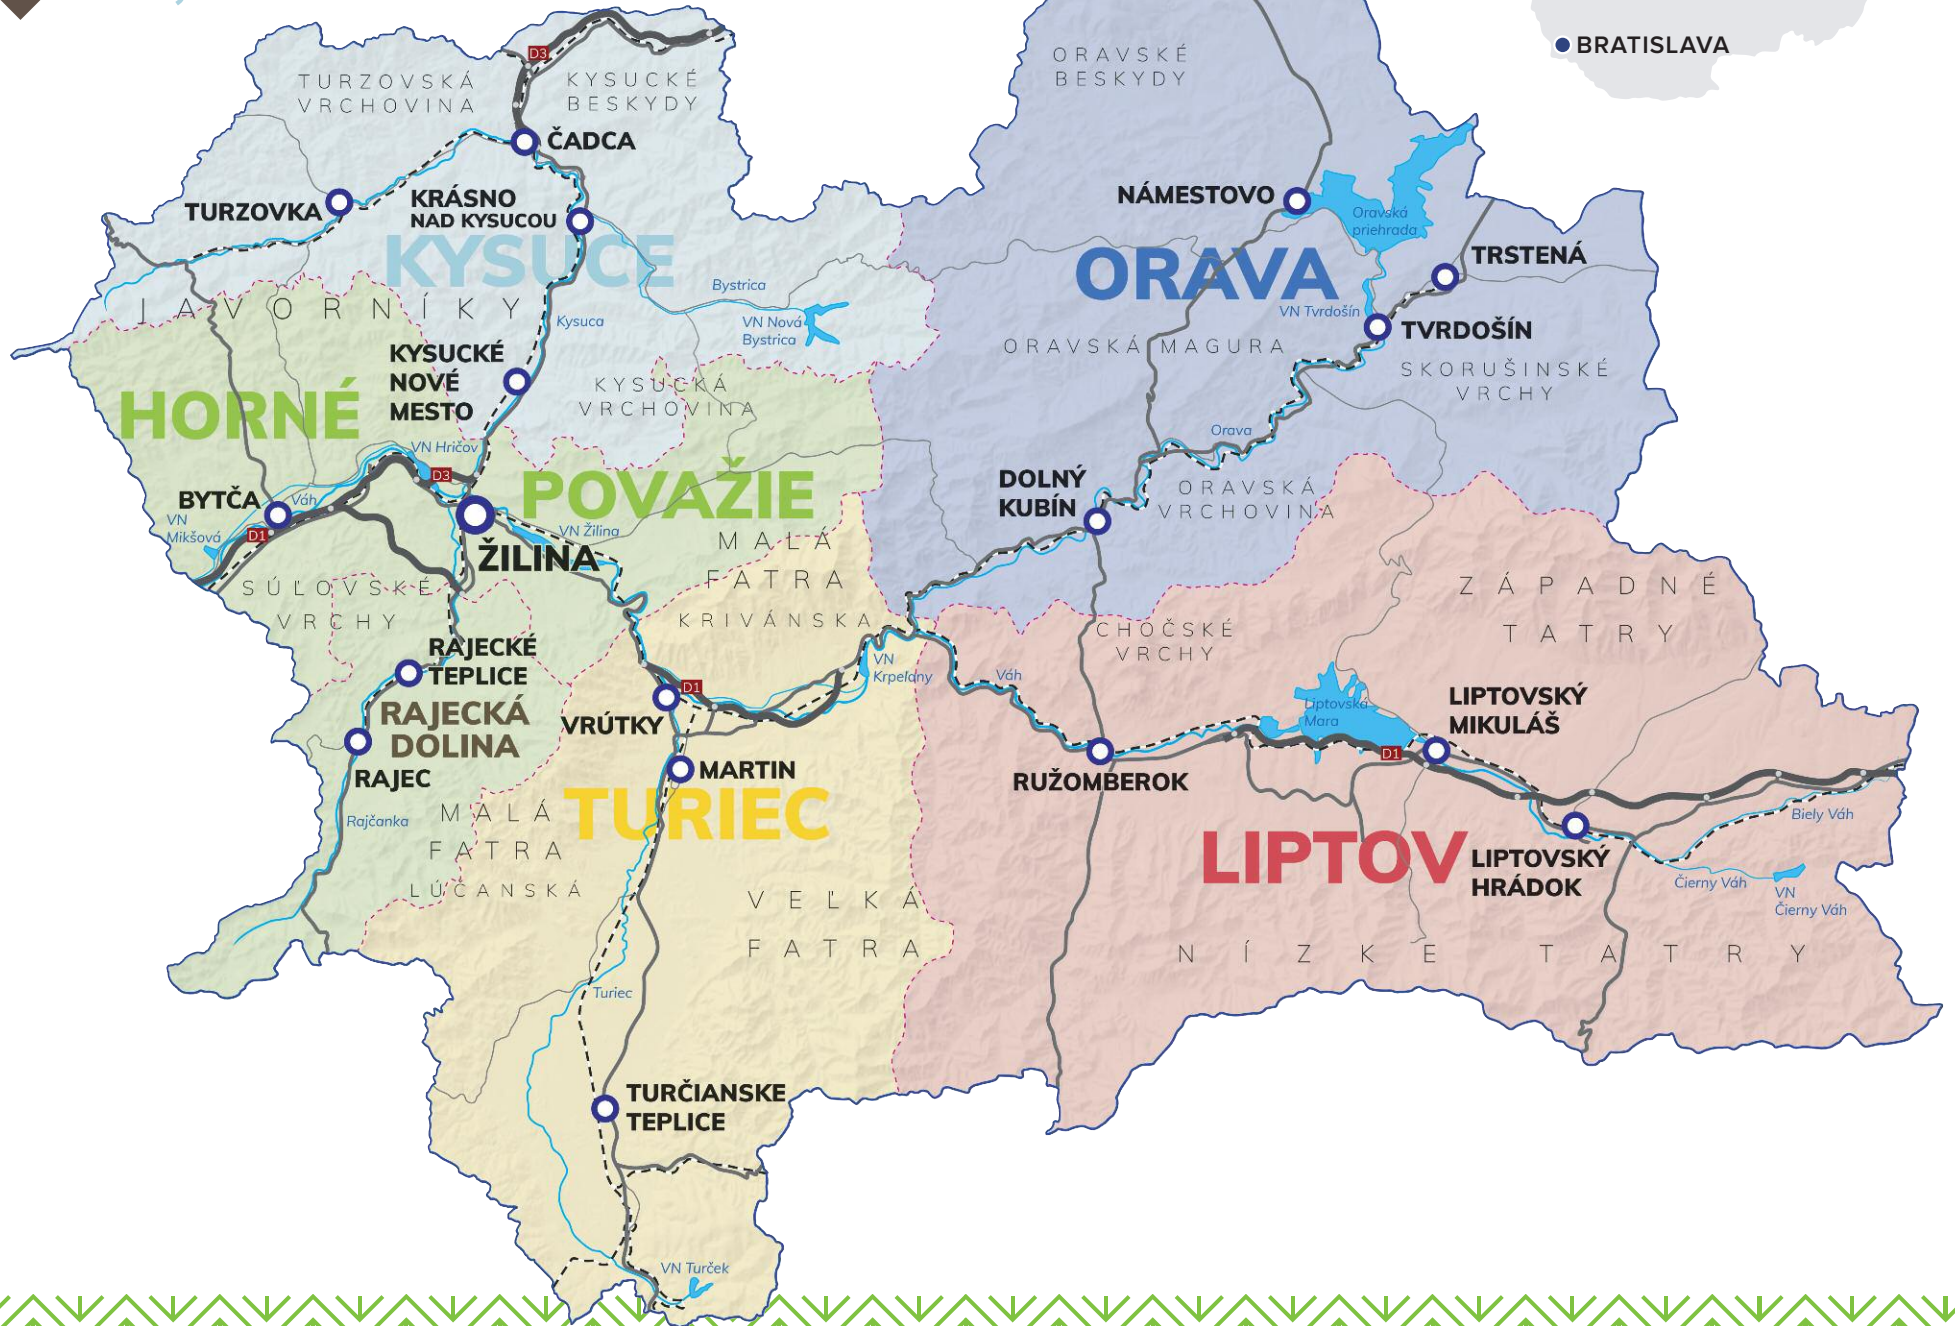 BRATISLAVA
D3
TURZOVSKÁ
VRCHOVINA
KYSUCKÉ
BESKYDY
ORAVSKÉ
BESKYDY
ČADCA
TURZOVKA
KRÁSNO
NAD KYSUCOU
KYSUCE
NÁMESTOVO
Oravská
priehrada
TRSTENÁ
ORAVA
VN Tvrdošín
TVRDOŠÍN
JAVORNÍKY
Bystrica
VN Nová
Bystrica
Kysuca
ORAVSKÁ MAGURA
SKORUŠINSKÉ
VRCHY
KYSUCKÉ
NOVÉ
MESTO
KYSUCKÁ
VRCHOVINA
HORNÉ
POVAŽIE
VN Hričov
D3
Orava
DOLNÝ
KUBÍN
ORAVSKÁ
VRCHOVINA
BYTČA
Váh
VN
Mikšová
D1
ŽILINA
VN Žilina
MALÁ
FATRA
KRIVÁNSKA
SÚĽOVSKÉ
VRCHY
ZÁPADNÉ
TATRY
CHOČSKÉ
VRCHY
RAJECKÉ
TEPLICE
RAJECKÁ
DOLINA
RAJEC
VN
Krpeľany
Váh
D1
VRÚTKY
MARTIN
TURIEC
Liptovská
Mara
LIPTOVSKÝ
MIKULÁŠ
D1
RUŽOMBEROK
Rajčanka
MALÁ
FATRA
LÚČANSKÁ
LIPTOV
LIPTOVSKÝ
HRÁDOK
Biely Váh
Čierny Váh
VN
Čierny Váh
VEĽKÁ
FATRA
NÍZKE TATRY
Turiec
TURČIANSKE
TEPLICE
VN Turček